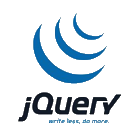 jQuery
write less, do more.